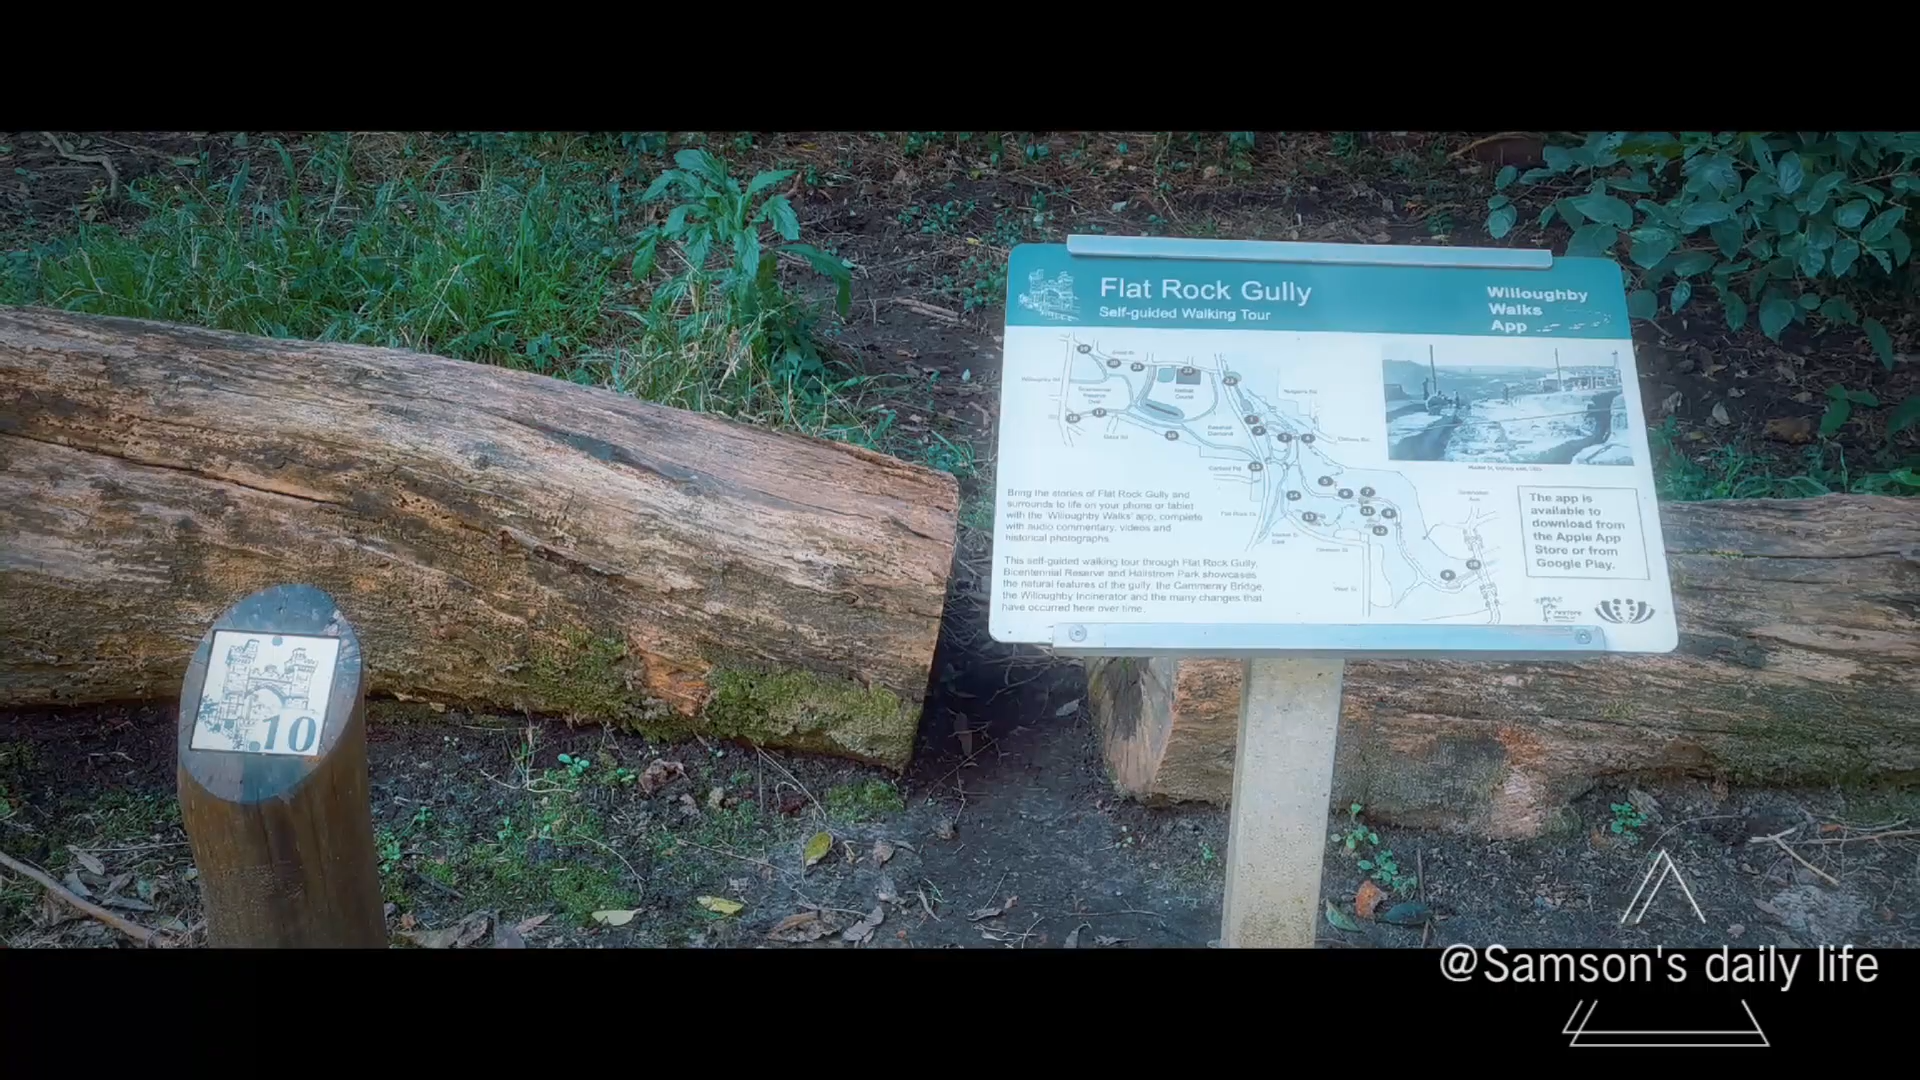 Flat Rock Gully
Self-guided Walking Tour
Willoughby
Walks
App
Bring the stories of Flat Rock Gully and
surrounds to life on your phone or tablet
with the 'Willoughby Walks' app, complete
with audio commentary, videos and
historical photographs.
This self-guided walking tour through Flat Rock Gully,
Bicentennial Reserve and Hallstrom Park showcases
the natural features of the gully, the Cammeray Bridge,
the Willoughby Incinerator and the many changes that
have occurred here over time.
The app is
available to
download from
the Apple App
Store or from
Google Play.
10
@Samson's daily life